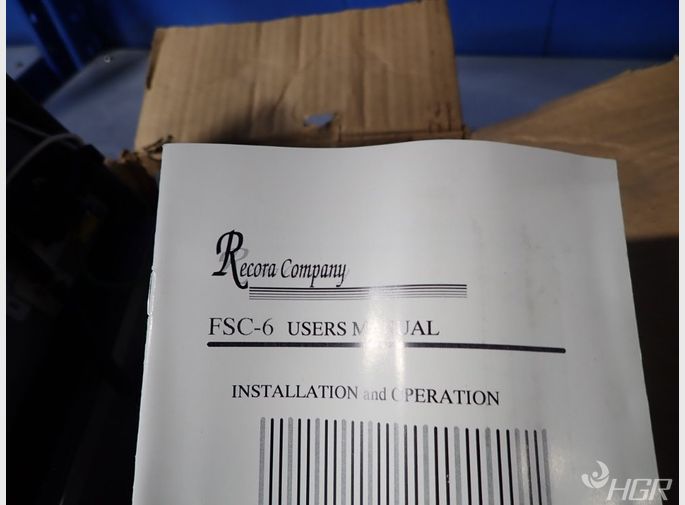 Recora Company
FSC-6 USERS MANUAL
INSTALLATION and OPERATION
HGR